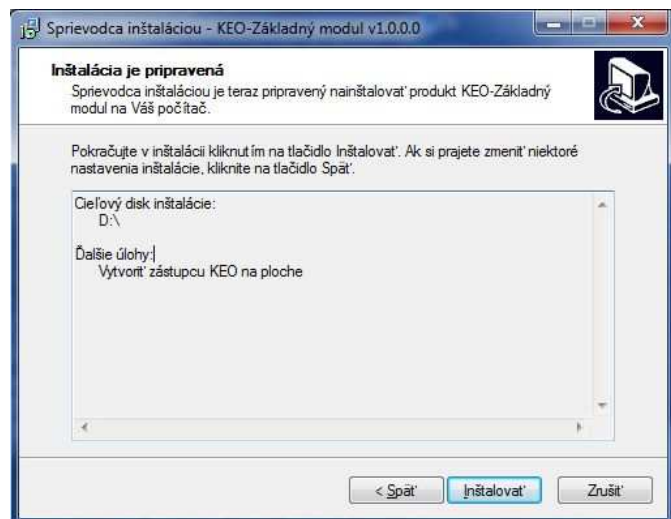 Sprievodca inštaláciou - KEO-Základný modul v1.0.0.0
Inštalácia je pripravená
Sprievodca inštaláciou je teraz pripravený nainštalovať produkt KEO-Základný
modul na Váš počítač.
Pokračujte v inštalácii kliknutím na tlačidlo Inštalovať. Ak si prajete zmeniť niektoré
nastavenia inštalácie, kliknite na tlačidlo Späť.
Cieľový disk inštalácie:
D:\
Ďalšie úlohy:
Vytvoriť zástupcu KEO na ploche
< Späť
Inštalovať
Zrušiť